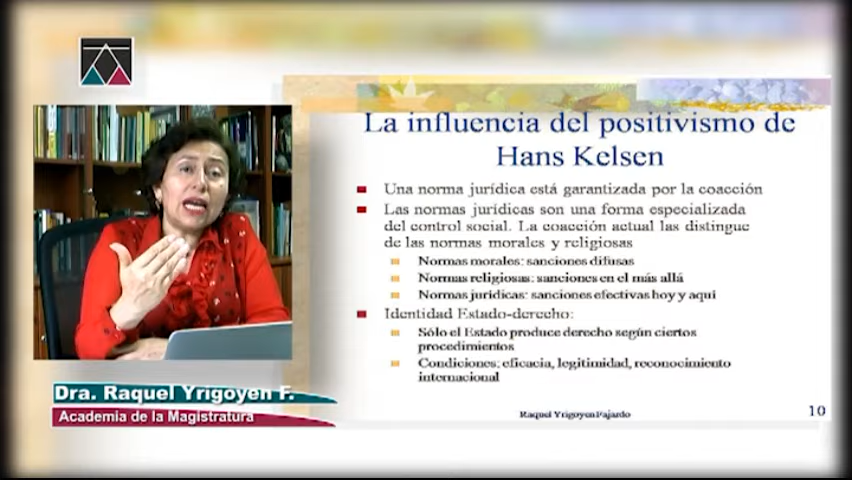 La influencia del positivismo de
Hans Kelsen
Una norma jurídica está garantizada por la coacción
Las normas jurídicas son una forma especializada
del control social. La coacción actual las distingue
de las normas morales y religiosas
Normas morales: sanciones difusas
Normas religiosas: sanciones en el más allá
Normas jurídicas: sanciones efectivas hoy y aquí
Identidad Estado-derecho:
Sólo el Estado produce derecho según ciertos
procedimientos
Condiciones: eficacia, legitimidad, reconocimiento
internacional
Raquel Yrigoyen Fajardo
10
Dra. Raquel Yrigoyen F.
Academia de la Magistratura